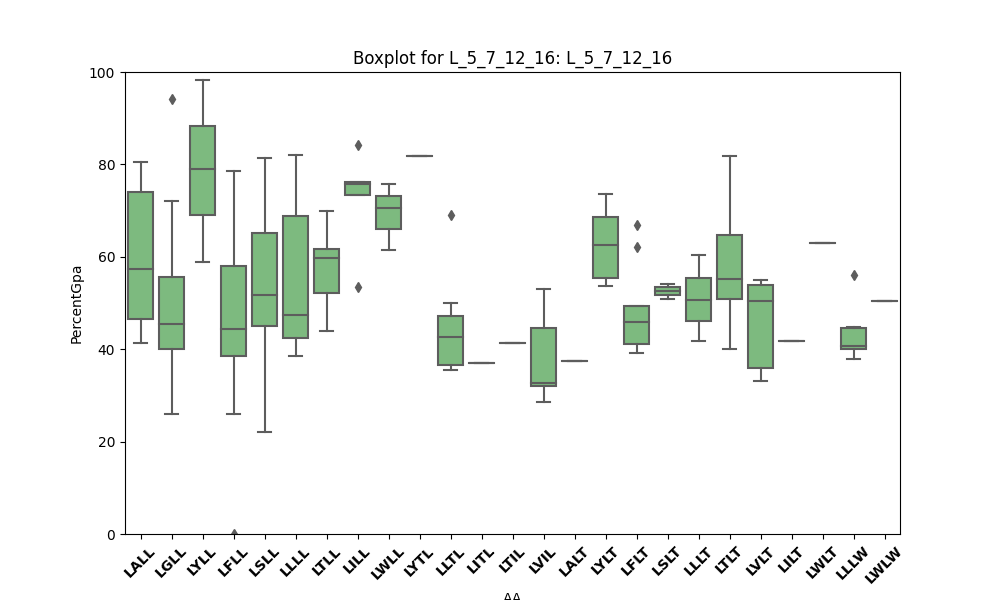 Boxplot for L_5_7_12_16: L_5_7_12_16
100
80
60
40
20
0
PercentGpa
LALL LGLL LYLL LFLL LSLL LLLL LTLL LILL LWLL LYTL LLTL LITL LTIL LVIL LALT LYLT LFLT LSLT LLLT LTLT LVLT LILT LWLT LLLW LWLW
AA